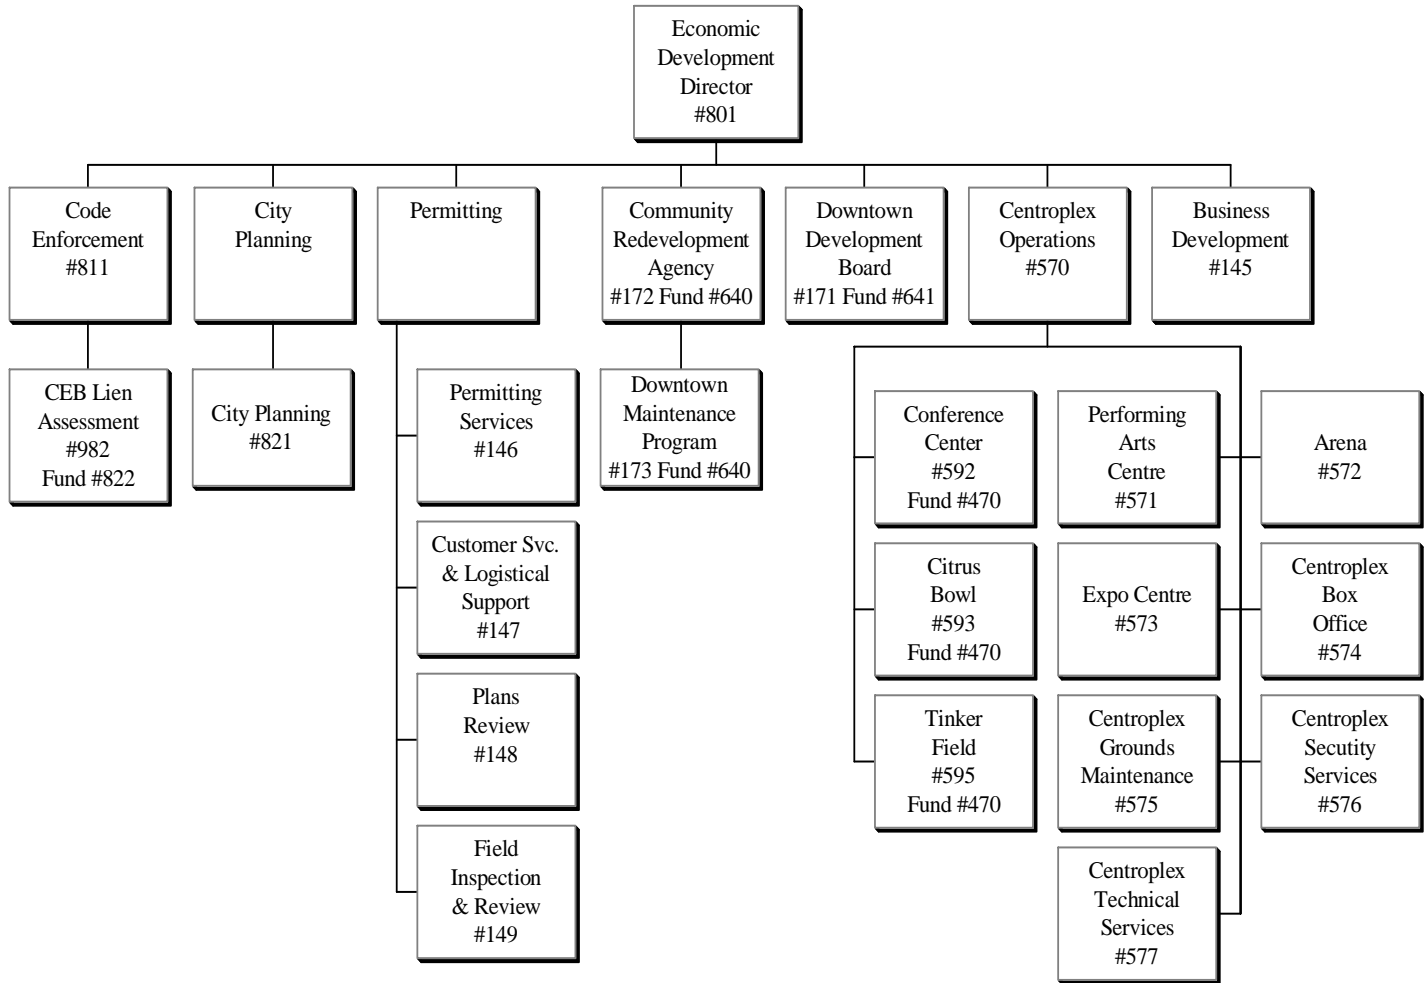 Economic
Development
Director
#801
Code
Enforcement
#811
City
Planning
Permitting
Community
Redevelopment
Agency
#172 Fund #640
Downtown
Development
Board
#171 Fund #641
Centroplex
Operations
#570
Business
Development
#145
CEB Lien
Assessment
#982
Fund #822
City Planning
#821
Permitting
Services
#146
Customer Svc.
& Logistical
Support
#147
Plans
Review
#148
Field
Inspection
& Review
#149
Downtown
Maintenance
Program
#173 Fund #640
Conference
Center
#592
Fund #470
Citrus
Bowl
#593
Fund #470
Tinker
Field
#595
Fund #470
Performing
Arts
Centre
#571
Expo Centre
#573
Centroplex
Grounds
Maintenance
#575
Centroplex
Technical
Services
#577
Arena
#572
Centroplex
Box
Office
#574
Centroplex
Secutity
Services
#576